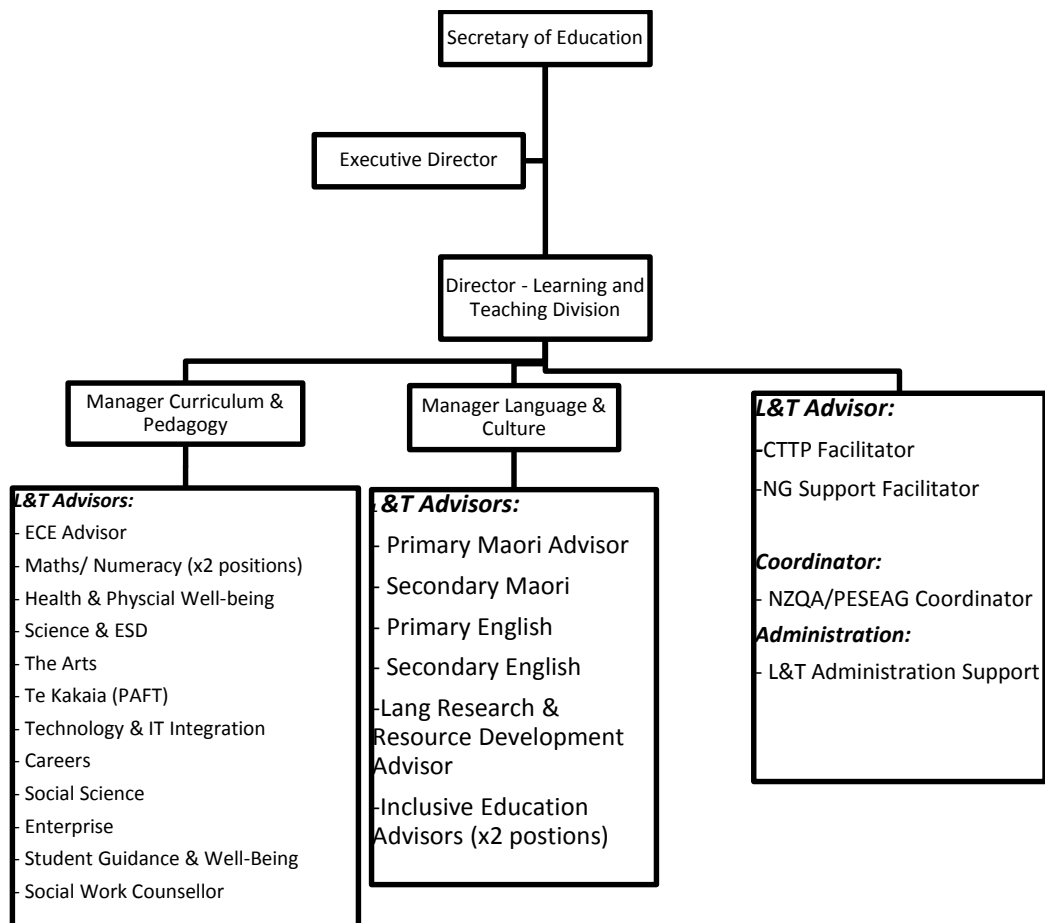 Secretary of Education
Executive Director
Director - Learning and
Teaching Division
Manager Curriculum &
Pedagogy
L&T Advisors:
- ECE Advisor
- Maths/ Numeracy (x2 positions)
- Health & Physcial Well-being
- Science & ESD
- The Arts
- Te Kakaia (PAFT)
- Technology & IT Integration
- Careers
- Social Science
- Enterprise
- Student Guidance & Well-Being
- Social Work Counsellor
Manager Language &
Culture
L&T Advisors:
- Primary Maori Advisor
- Secondary Maori
- Primary English
- Secondary English
-Lang Research &
Resource Development
Advisor
-Inclusive Education
Advisors (x2 postions)
L&T Advisor:
-CTTP Facilitator
-NG Support Facilitator
Coordinator:
- NZQA/PESEAG Coordinator
Administration:
- L&T Administration Support